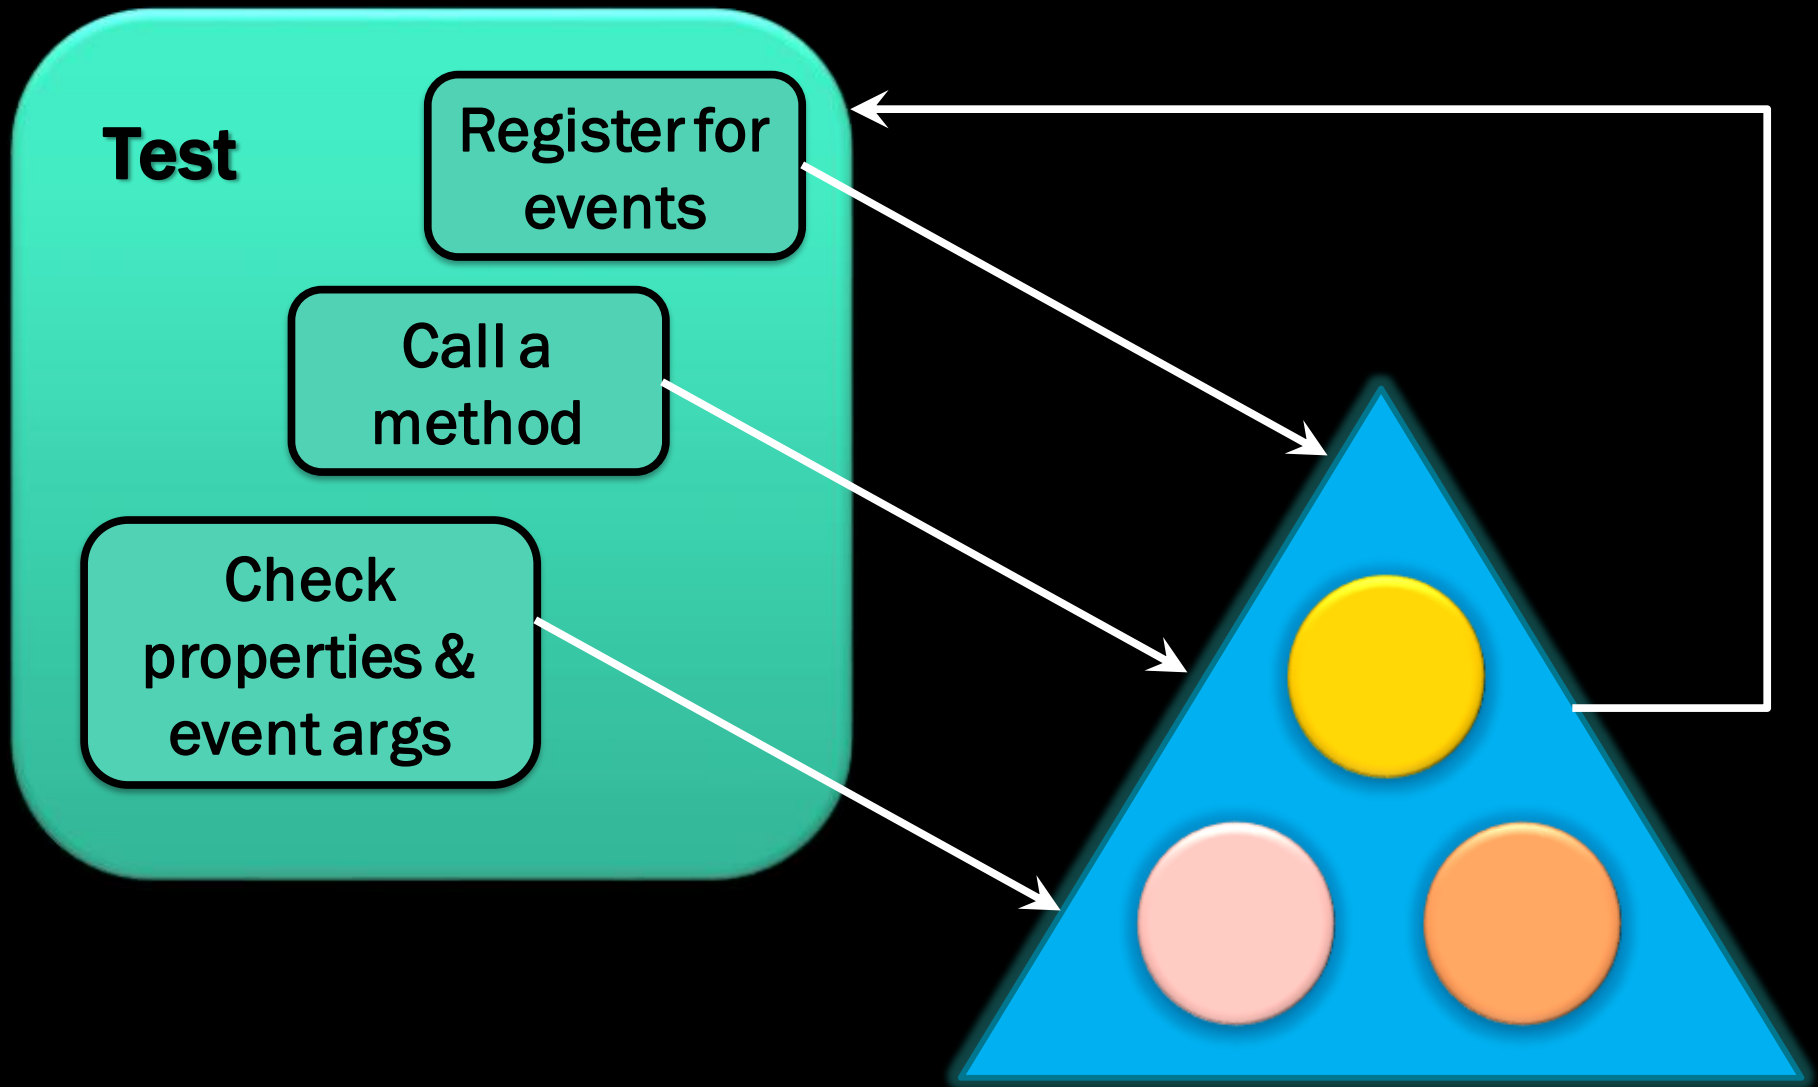 Test
Register for
events
Call a
method
Check
properties &
event args